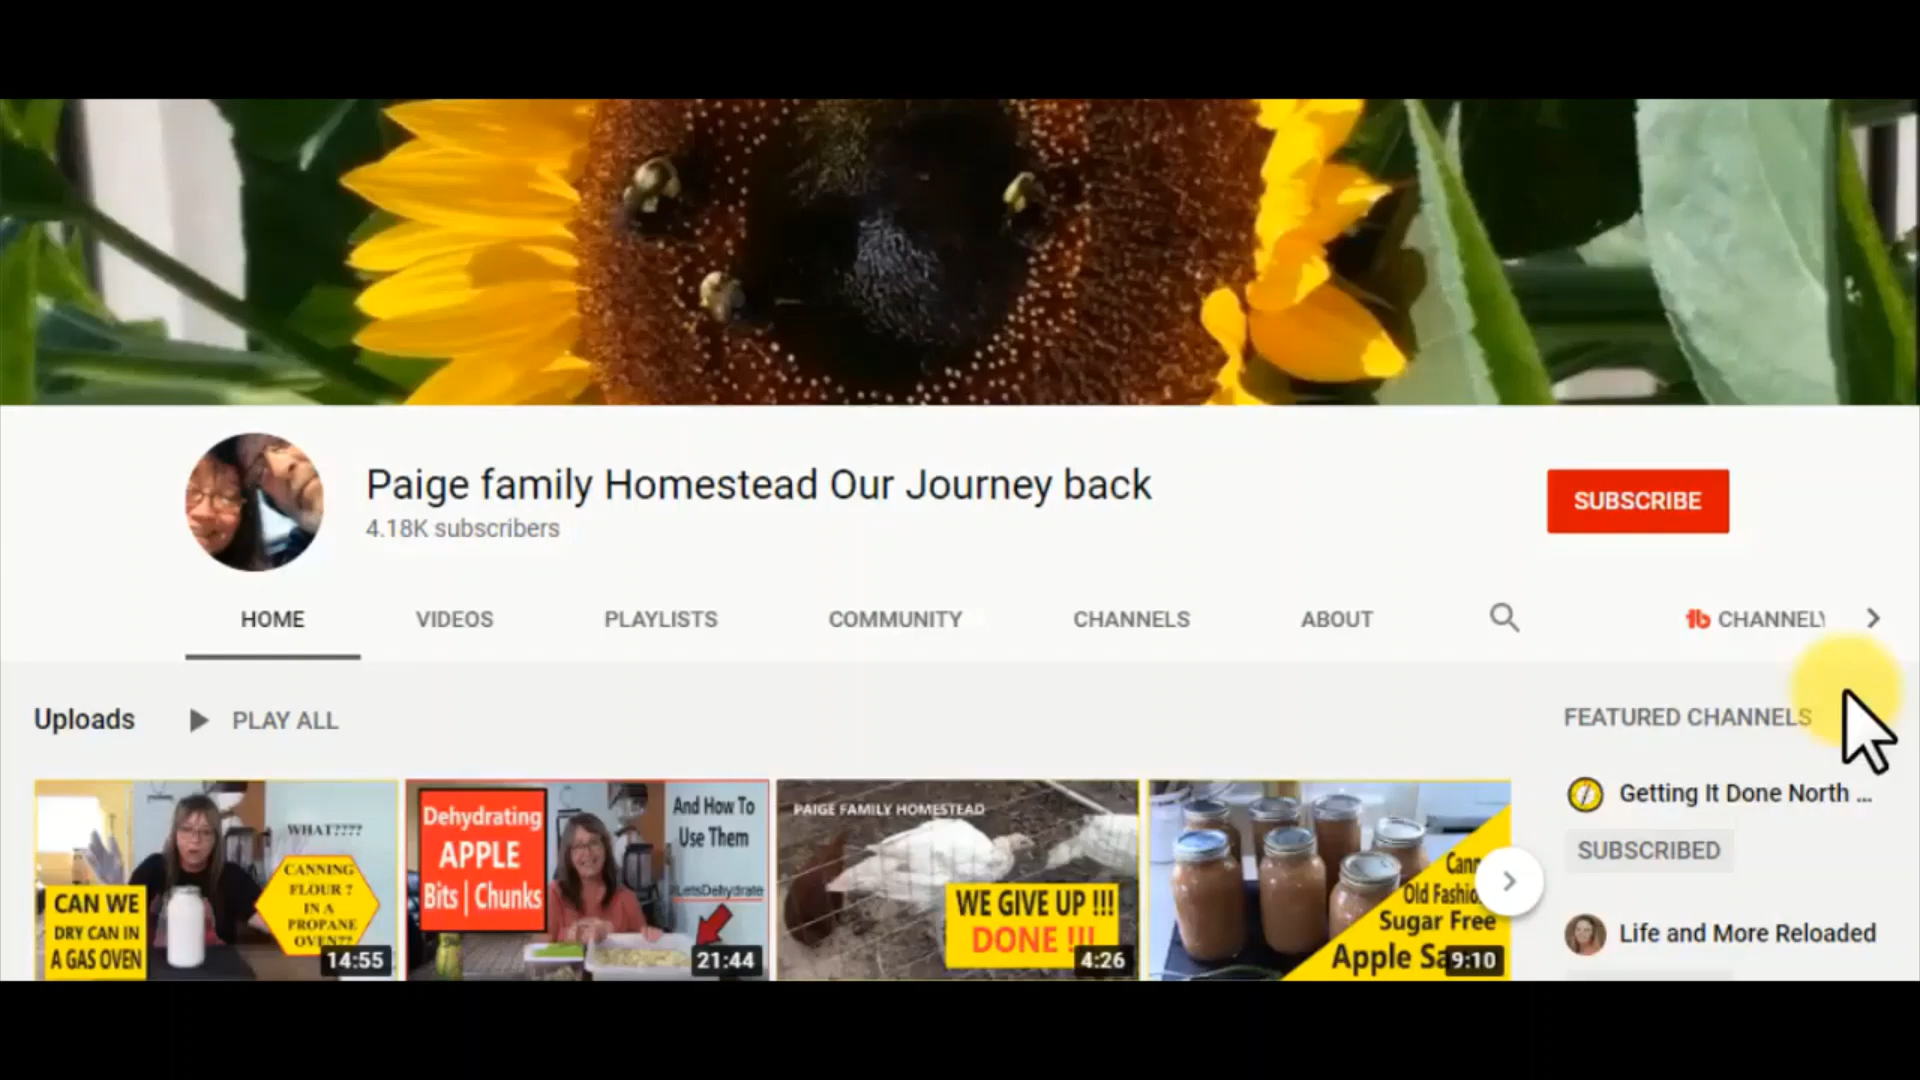 Paige family Homestead Our Journey back
4.18K subscribers
SUBSCRIBE
HOME
VIDEOS
PLAYLISTS
COMMUNITY
CHANNELS
ABOUT
CHANNELY
Uploads
PLAY ALL
FEATURED CHANNELS
WHAT????
CAN WE
DRY CAN IN
A GAS OVEN
CANNING
FLOUR ?
IN A
PROPANE
OVEN??
14:55
Dehydrating
APPLE
Bits | Chunks
And How To
Use Them
#LetsDehydrate
21:44
PAIGE FAMILY HOMESTEAD
WE GIVE UP !!!
DONE !!!
4:26
Old Fashio
Sugar Free
Apple Sa
9:10
Getting It Done North ...
SUBSCRIBED
Life and More Reloaded